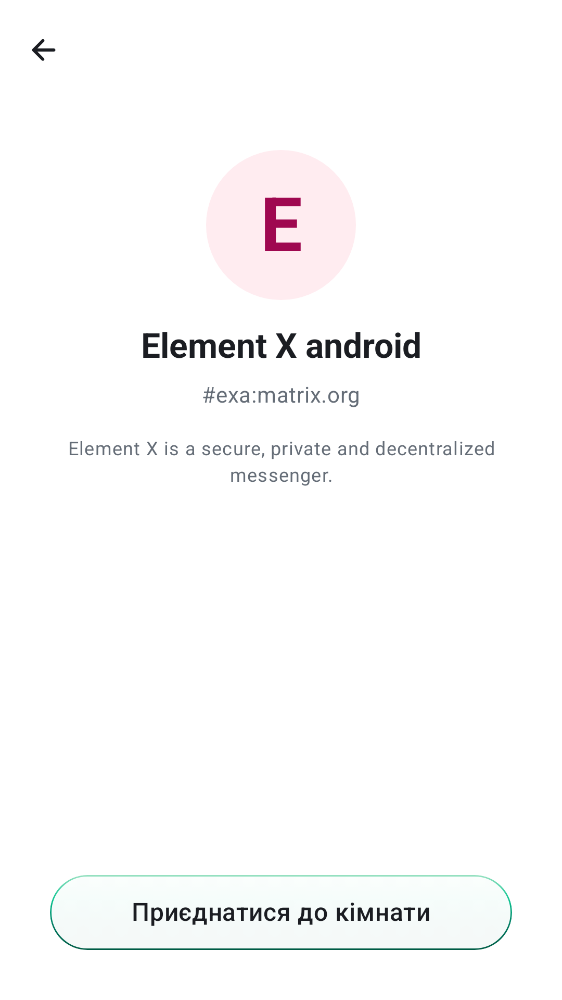 E
Element X android
#exa:matrix.org
Element X is a secure, private and decentralized
messenger.
Приєднатися до кімнати